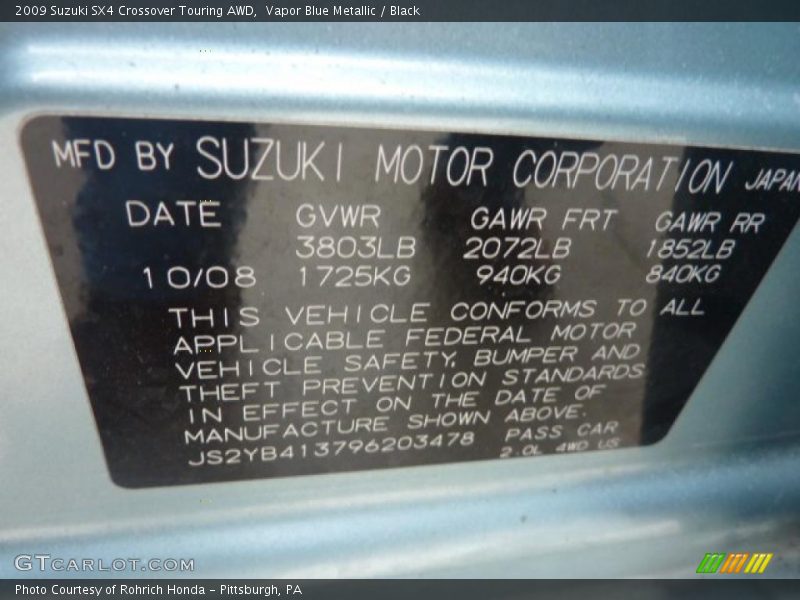 2009 Suzuki SX4 Crossover Touring AWD,  Vapor Blue Metallic / Black
MFD BY SUZUKI MOTOR CORPORATION JAPAN
DATE GVWR GAWR FRT GAWR RR
3803LB 2072LB 1852LB
10/08 1725KG 940KG 840KG
THIS VEHICLE CONFORMS TO ALL
APPLICABLE FEDERAL MOTOR
VEHICLE SAFETY, BUMPER AND
THEFT PREVENTION STANDARDS
IN EFFECT ON THE DATE OF
MANUFACTURE SHOWN ABOVE.
JS2YB413796203478 PASS CAR
2.0L 4WD US
GTcarlot.com
Photo Courtesy of Rohrich Honda - Pittsburgh, PA